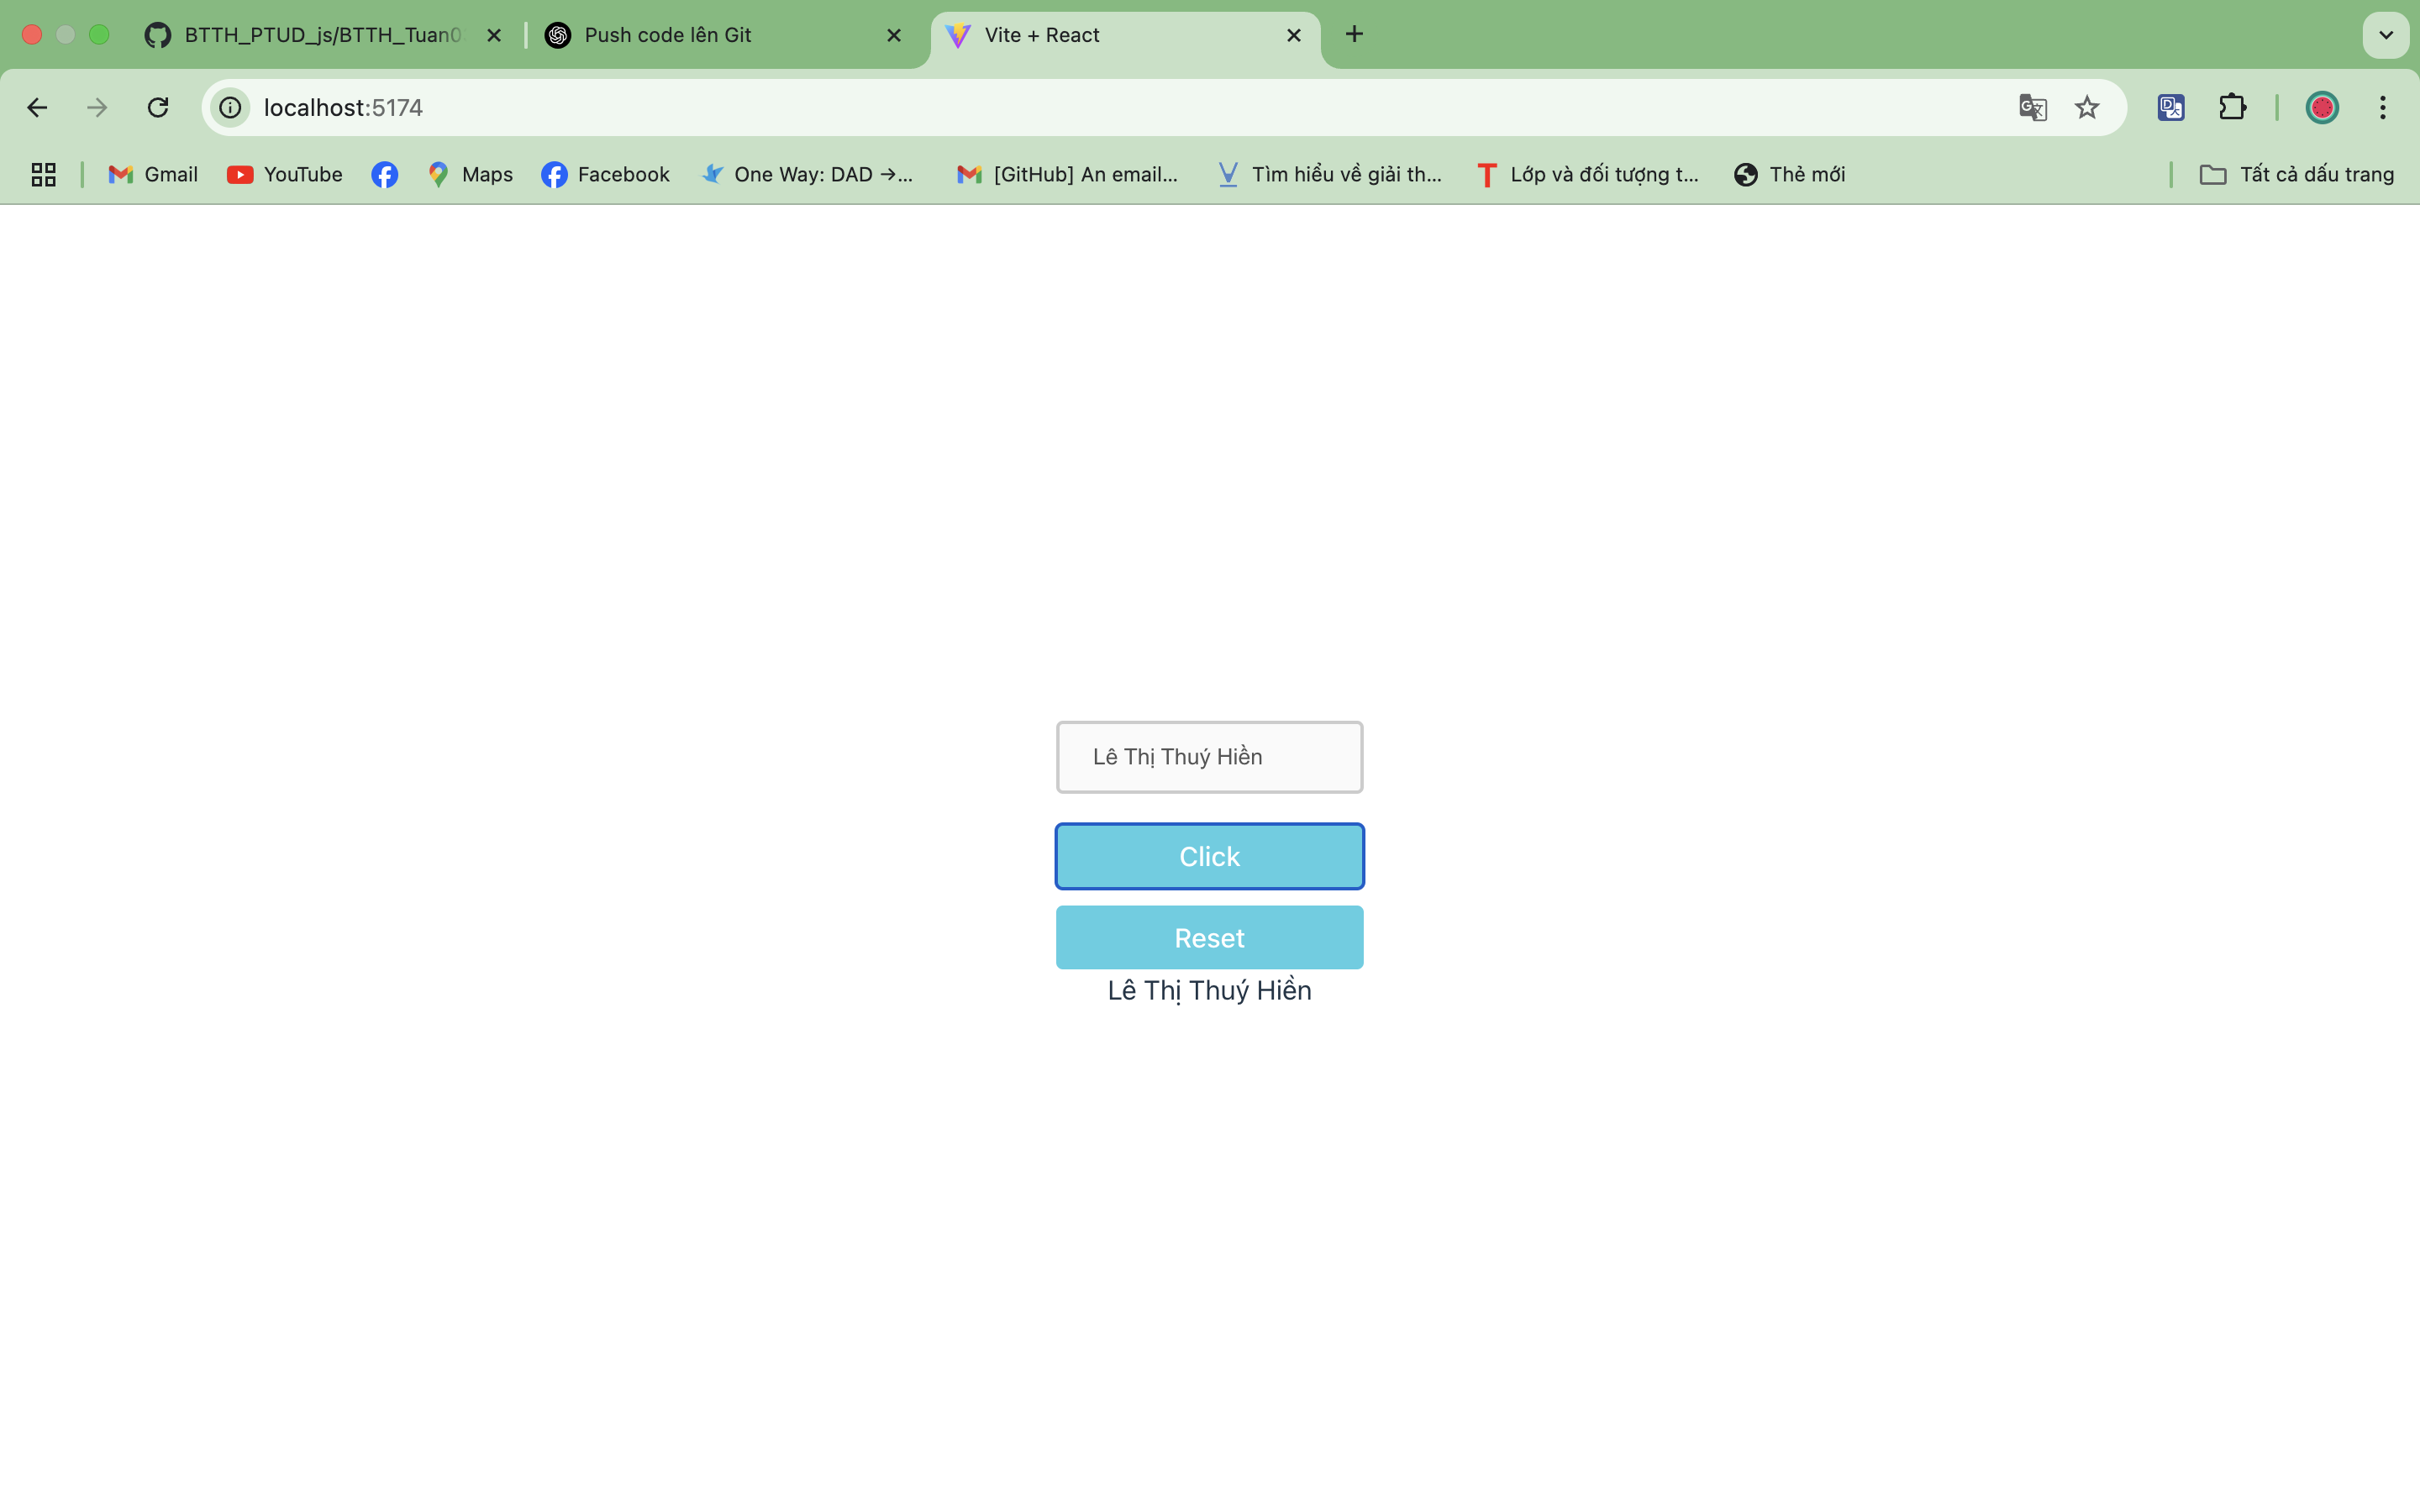 BTTH_PTUD_js/BTTH_Tuan0
Push code lên Git
Vite + React
localhost:5174
Gmail
YouTube
Maps
Facebook
One Way: DAD →...
[GitHub] An email...
Tìm hiểu về giải th...
Lớp và đối tượng t...
Thẻ mới
Tất cả dấu trang
Lê Thị Thuý Hiền
Click
Reset
Lê Thị Thuý Hiền